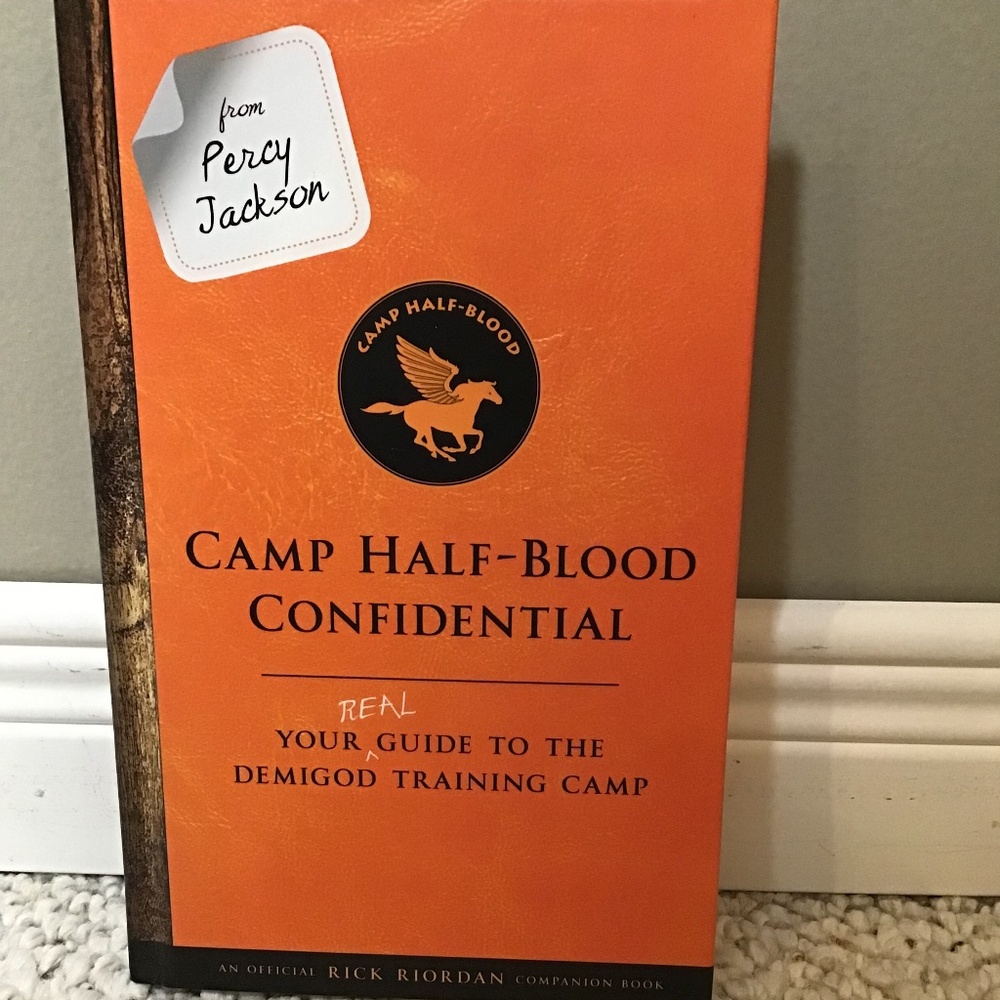 from
Percy
Jackson
CAMP HALF-BLOOD
CAMP HALF-BLOOD
CONFIDENTIAL
REAL
YOUR ^ GUIDE TO THE
DEMIGOD TRAINING CAMP
AN OFFICIAL RICK RIORDAN COMPANION BOOK